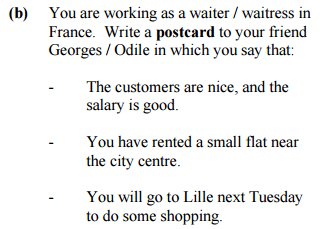 (b) You are working as a waiter / waitress in
France. Write a postcard to your friend
Georges / Odile in which you say that:
- The customers are nice, and the
salary is good.
- You have rented a small flat near
the city centre.
- You will go to Lille next Tuesday
to do some shopping.